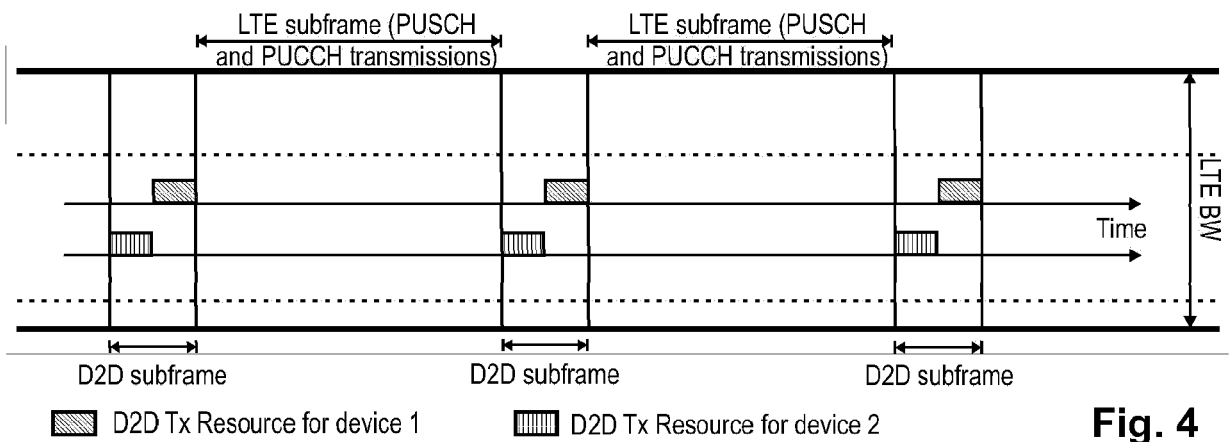 LTE subframe (PUSCH
and PUCCH transmissions)
LTE subframe (PUSCH
and PUCCH transmissions)
LTE BW
Time
D2D subframe
D2D subframe
D2D subframe
D2D Tx Resource for device 1
D2D Tx Resource for device 2
Fig. 4